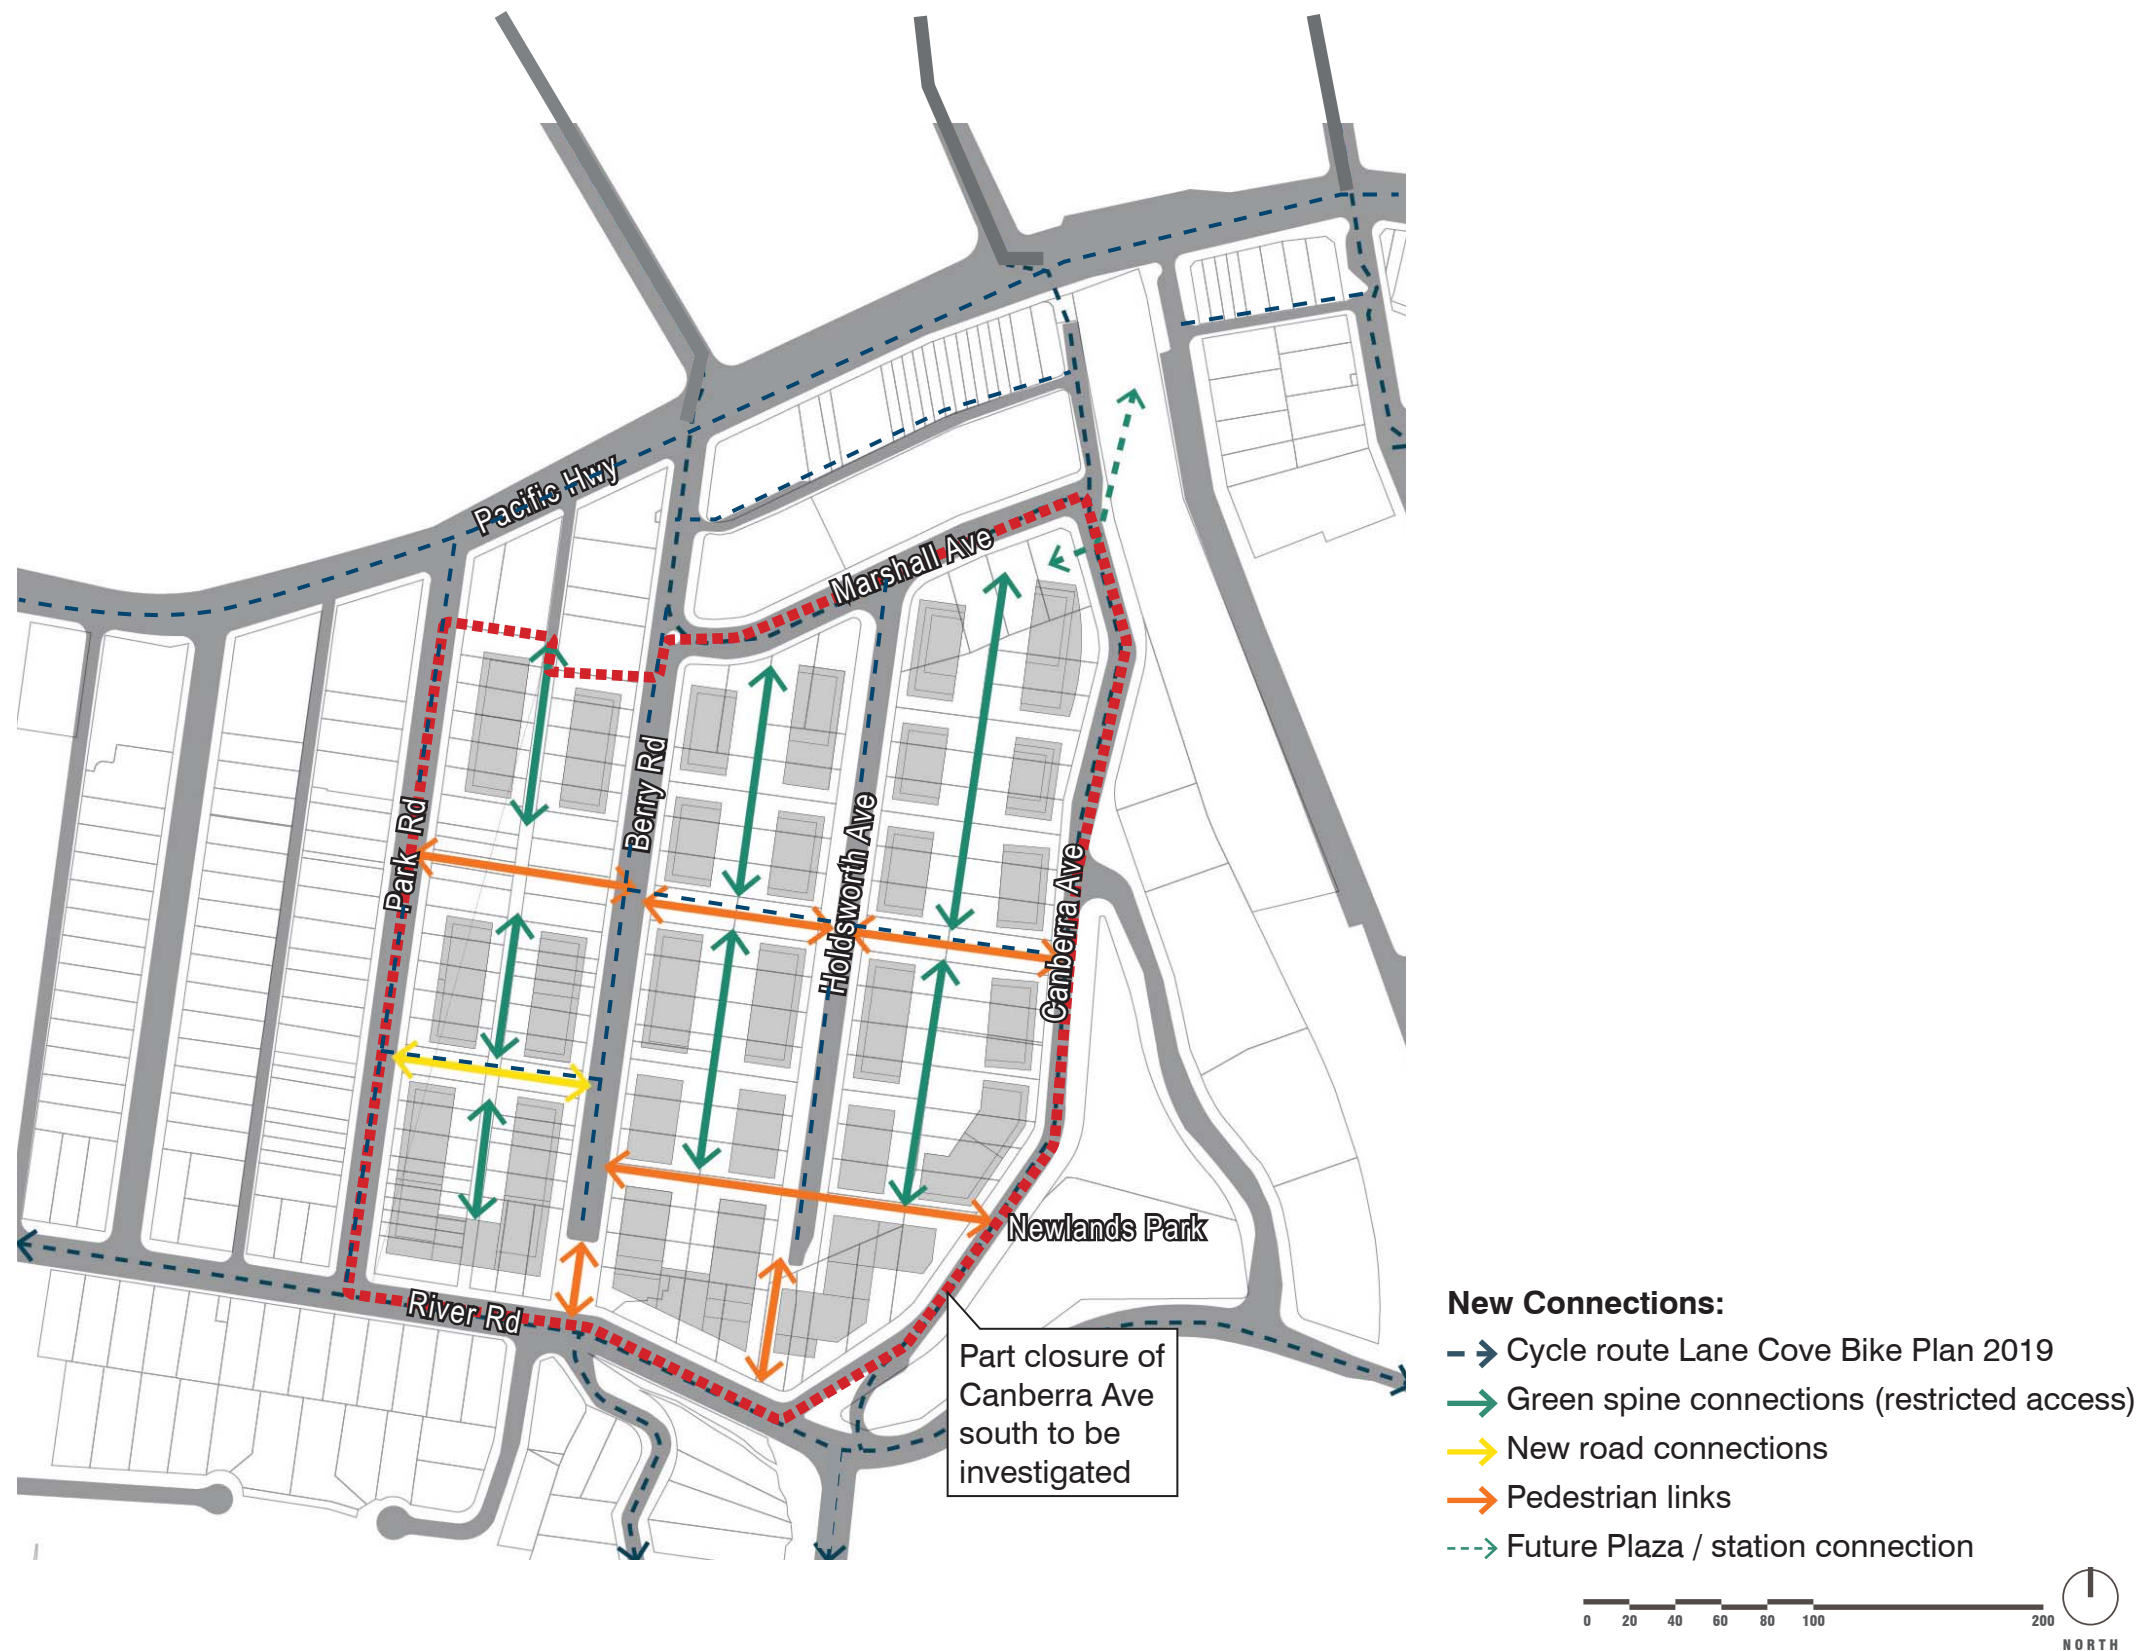 Pacific Hwy
Marshall Ave
Park Rd
Berry Rd
Holdsworth Ave
Canberra Ave
Newlands Park
River Rd
Part closure of
Canberra Ave
south to be
investigated
New Connections:
Cycle route Lane Cove Bike Plan 2019
Green spine connections (restricted access)
New road connections
Pedestrian links
Future Plaza / station connection
0 20 40 60 80 100 200
NORTH